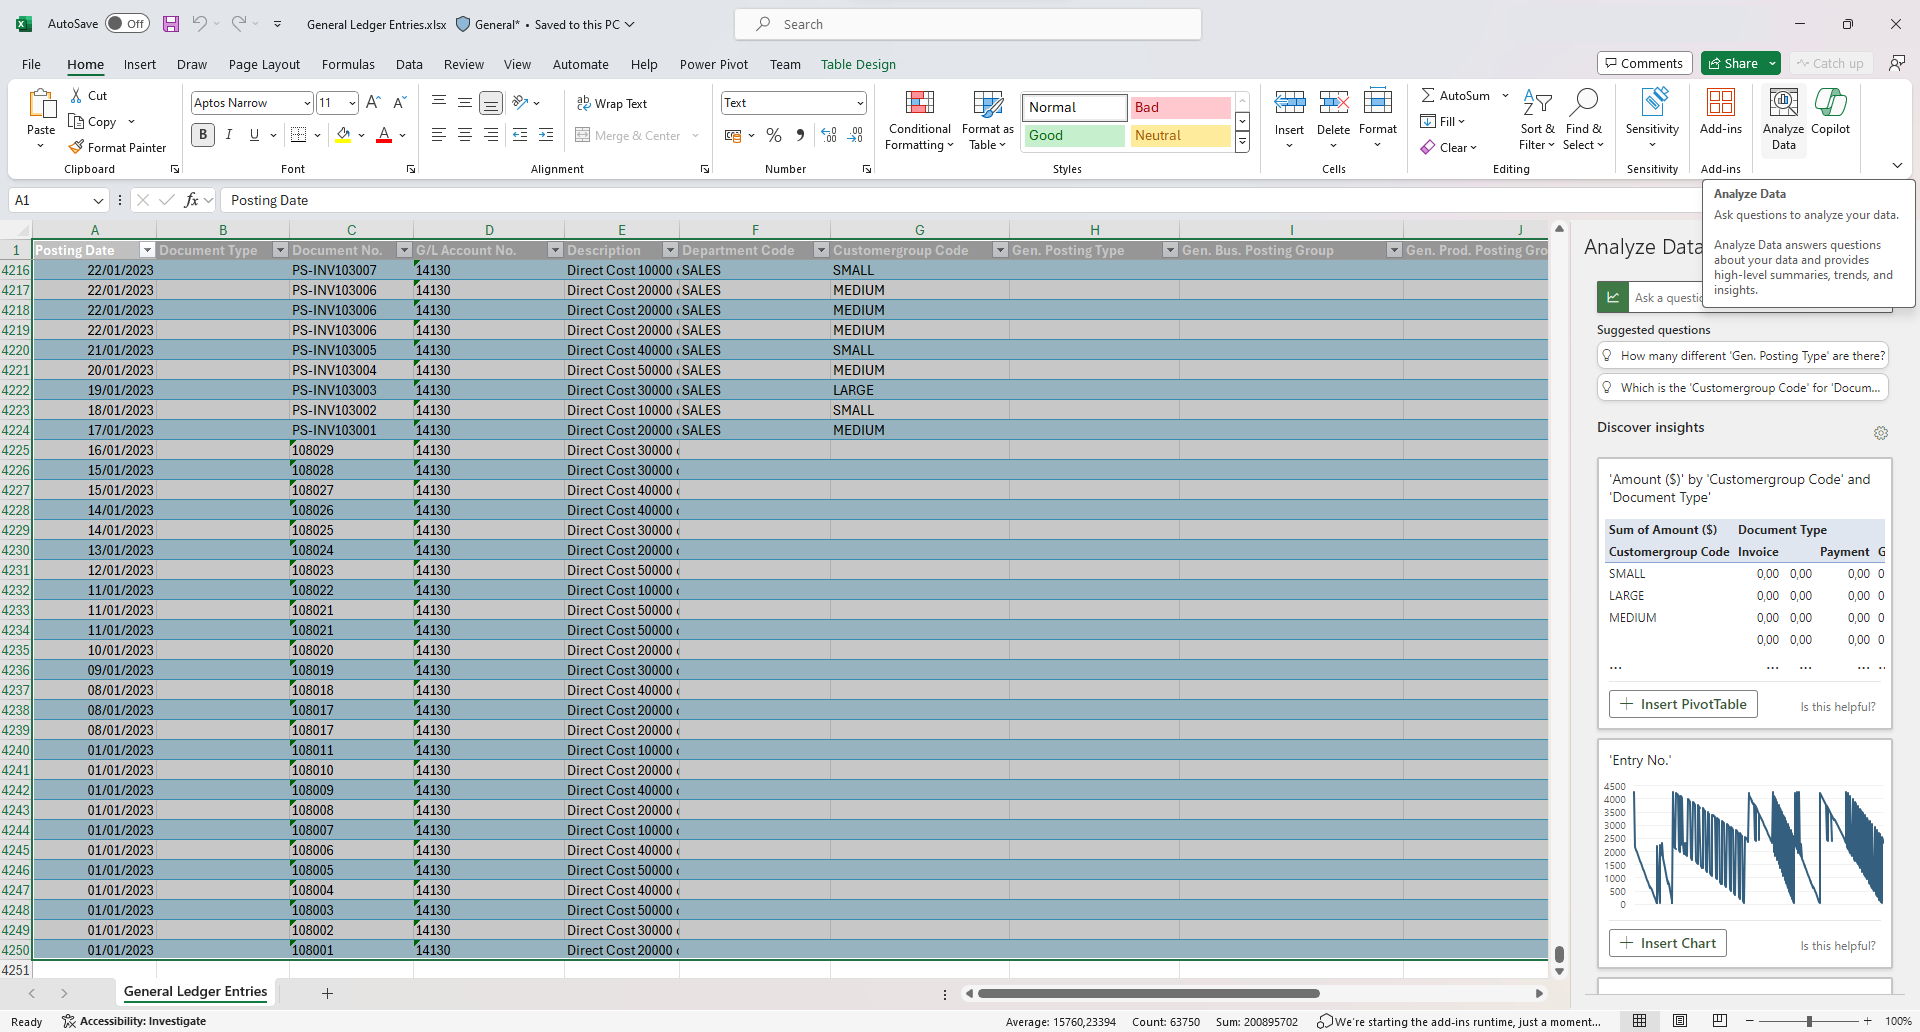 AutoSave Off General Ledger Entries.xlsx General* • Saved to this PC Search
File Home Insert Draw Page Layout Formulas Data Review View Automate Help Power Pivot Team Table Design Comments Share Catch up
Paste Cut Copy Format Painter Clipboard
Aptos Narrow 11 B I U Font
Wrap Text Merge & Center Alignment
Text % Number
Conditional Formatting Format as Table Normal Bad Good Neutral Styles
Insert Delete Format Cells
AutoSum Fill Clear Sort & Filter Find & Select Editing
Sensitivity Sensitivity
Add-ins Add-ins
Analyze Data Copilot
A1 fx Posting Date
A B C D E F G H I J
1 Posting Date Document Type Document No. G/L Account No. Description Department Code Customergroup Code Gen. Posting Type Gen. Bus. Posting Group Gen. Prod. Posting Gro
4216 22/01/2023 PS-INV103007 14130 Direct Cost 10000 SALES SMALL
4217 22/01/2023 PS-INV103006 14130 Direct Cost 20000 SALES MEDIUM
4218 22/01/2023 PS-INV103006 14130 Direct Cost 20000 SALES MEDIUM
4219 22/01/2023 PS-INV103006 14130 Direct Cost 20000 SALES MEDIUM
4220 21/01/2023 PS-INV103005 14130 Direct Cost 40000 SALES SMALL
4221 20/01/2023 PS-INV103004 14130 Direct Cost 50000 SALES MEDIUM
4222 19/01/2023 PS-INV103003 14130 Direct Cost 30000 SALES LARGE
4223 18/01/2023 PS-INV103002 14130 Direct Cost 10000 SALES SMALL
4224 17/01/2023 PS-INV103001 14130 Direct Cost 20000 SALES MEDIUM
4225 16/01/2023 108029 14130 Direct Cost 30000
4226 15/01/2023 108028 14130 Direct Cost 30000
4227 15/01/2023 108027 14130 Direct Cost 40000
4228 14/01/2023 108026 14130 Direct Cost 40000
4229 14/01/2023 108025 14130 Direct Cost 30000
4230 13/01/2023 108024 14130 Direct Cost 20000
4231 12/01/2023 108023 14130 Direct Cost 50000
4232 11/01/2023 108022 14130 Direct Cost 10000
4233 11/01/2023 108021 14130 Direct Cost 50000
4234 11/01/2023 108021 14130 Direct Cost 50000
4235 10/01/2023 108020 14130 Direct Cost 20000
4236 09/01/2023 108019 14130 Direct Cost 30000
4237 08/01/2023 108018 14130 Direct Cost 40000
4238 08/01/2023 108017 14130 Direct Cost 20000
4239 08/01/2023 108017 14130 Direct Cost 20000
4240 01/01/2023 108011 14130 Direct Cost 10000
4241 01/01/2023 108010 14130 Direct Cost 20000
4242 01/01/2023 108009 14130 Direct Cost 40000
4243 01/01/2023 108008 14130 Direct Cost 20000
4244 01/01/2023 108007 14130 Direct Cost 10000
4245 01/01/2023 108006 14130 Direct Cost 40000
4246 01/01/2023 108005 14130 Direct Cost 50000
4247 01/01/2023 108004 14130 Direct Cost 40000
4248 01/01/2023 108003 14130 Direct Cost 50000
4249 01/01/2023 108002 14130 Direct Cost 30000
4250 01/01/2023 108001 14130 Direct Cost 20000
4251
Analyze Data
Ask questions to analyze your data.
Analyze Data answers questions
about your data and provides
high-level summaries, trends, and
insights.
Analyze Data
Ask a questi
Suggested questions
How many different 'Gen. Posting Type' are there?
Which is the 'Customergroup Code' for 'Docum...
Discover insights
'Amount ($)' by 'Customergroup Code' and
'Document Type'
Sum of Amount ($) Document Type
Customergroup Code Invoice Payment G
SMALL 0,00 0,00 0,00 0
LARGE 0,00 0,00 0,00 0
MEDIUM 0,00 0,00 0,00 0
0,00 0,00 0,00 0
... ... ... ... ..
Insert PivotTable Is this helpful?
'Entry No.'
4500
4000
3500
3000
2500
2000
1500
1000
500
0
Insert Chart Is this helpful?
General Ledger Entries
Ready Accessibility: Investigate Average: 15760,23394 Count: 63750 Sum: 200895702 We're starting the add-ins runtime, just a moment... 100%